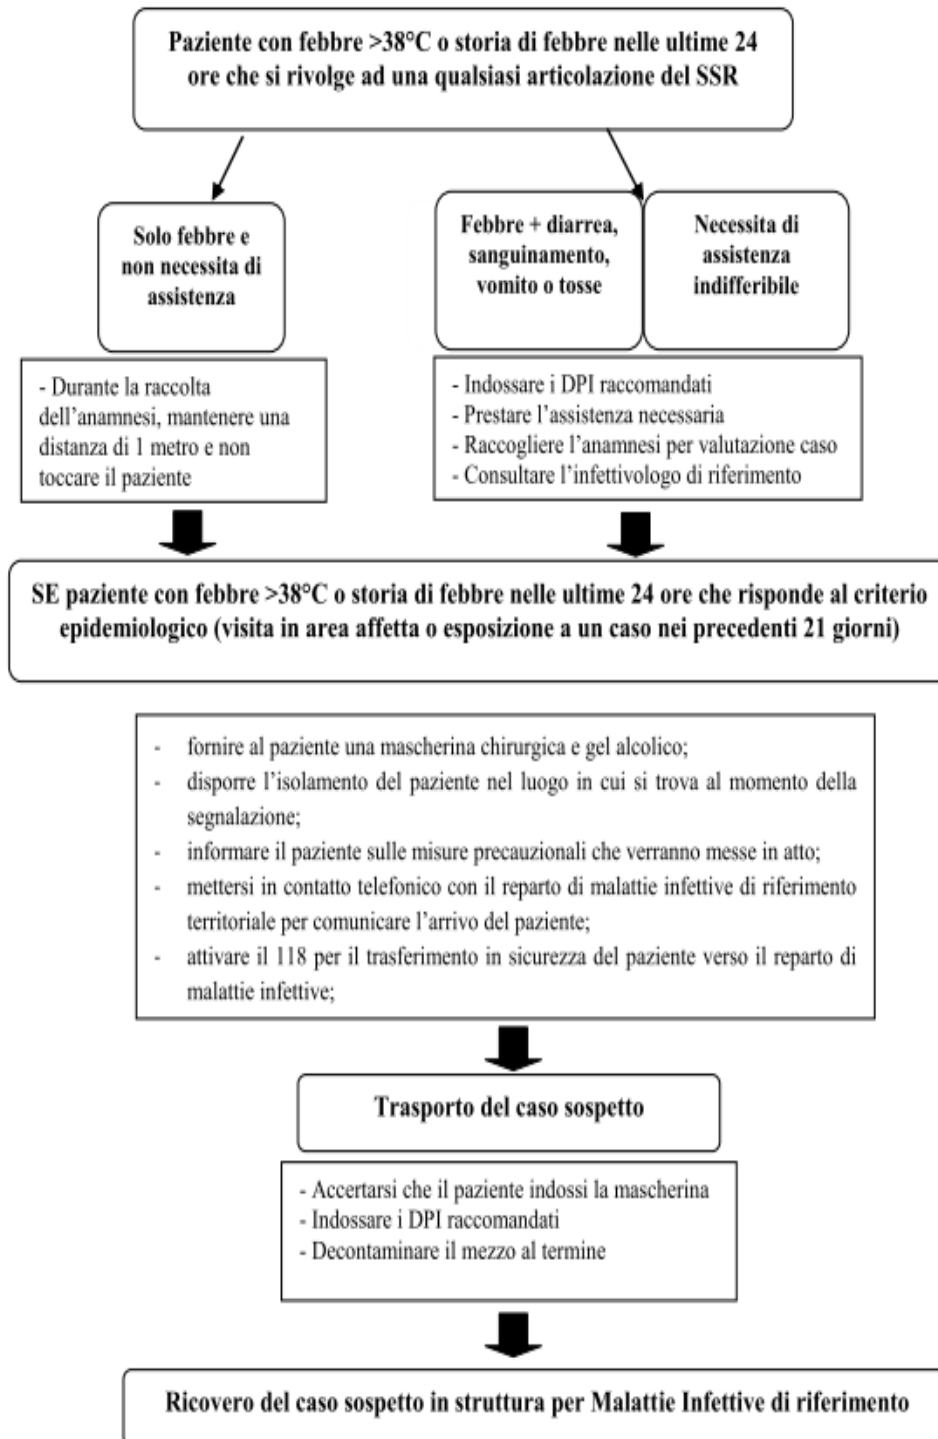 Paziente con febbre >38°C o storia di febbre nelle ultime 24
ore che si rivolge ad una qualsiasi articolazione del SSR
Solo febbre e
non necessita di
assistenza
Febbre + diarrea,
sanguinamento,
vomito o tosse
Necessita di
assistenza
indifferibile
- Durante la raccolta
dell'anamnesi, mantenere una
distanza di 1 metro e non
toccare il paziente
- Indossare i DPI raccomandati
- Prestare l'assistenza necessaria
- Raccogliere l'anamnesi per valutazione caso
- Consultare l'infettivologo di riferimento
SE paziente con febbre >38°C o storia di febbre nelle ultime 24 ore che risponde al criterio
epidemiologico (visita in area affetta o esposizione a un caso nei precedenti 21 giorni)
- fornire al paziente una mascherina chirurgica e gel alcolico;
- disporre l'isolamento del paziente nel luogo in cui si trova al momento della
segnalazione;
- informare il paziente sulle misure precauzionali che verranno messe in atto;
- mettersi in contatto telefonico con il reparto di malattie infettive di riferimento
territoriale per comunicare l'arrivo del paziente;
- attivare il 118 per il trasferimento in sicurezza del paziente verso il reparto di
malattie infettive;
Trasporto del caso sospetto
- Accertarsi che il paziente indossi la mascherina
- Indossare i DPI raccomandati
- Decontaminare il mezzo al termine
Ricovero del caso sospetto in struttura per Malattie Infettive di riferimento